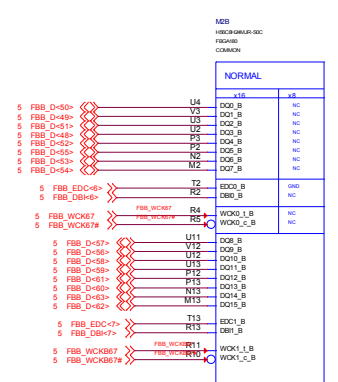 M2B
H56C8H24MJR-S0C
FBGA180
COMMON
NORMAL
x16 x8
5 FBB_D<50> U4 DQ0_B NC
5 FBB_D<49> V3 DQ1_B NC
5 FBB_D<51> U3 DQ2_B NC
5 FBB_D<48> U2 DQ3_B NC
5 FBB_D<52> P3 DQ4_B NC
5 FBB_D<55> P2 DQ5_B NC
5 FBB_D<53> N2 DQ6_B NC
5 FBB_D<54> M2 DQ7_B NC
5 FBB_EDC<6> T2 EDC0_B GND
5 FBB_DBI<6> R2 DBI0_B NC
5 FBB_WCK67 FBB_WCK67 R4 WCK0_t_B NC
5 FBB_WCK67# FBB_WCK67# R5 WCK0_c_B NC
5 FBB_D<57> U11 DQ8_B
5 FBB_D<56> V12 DQ9_B
5 FBB_D<58> U12 DQ10_B
5 FBB_D<59> U13 DQ11_B
5 FBB_D<61> P12 DQ12_B
5 FBB_D<60> P13 DQ13_B
5 FBB_D<63> N13 DQ14_B
5 FBB_D<62> M13 DQ15_B
5 FBB_EDC<7> T13 EDC1_B
5 FBB_DBI<7> R13 DBI1_B
5 FBB_WCKB67 FBB_WCKB67 R11 WCK1_t_B
5 FBB_WCKB67# FBB_WCKB67# R10 WCK1_c_B